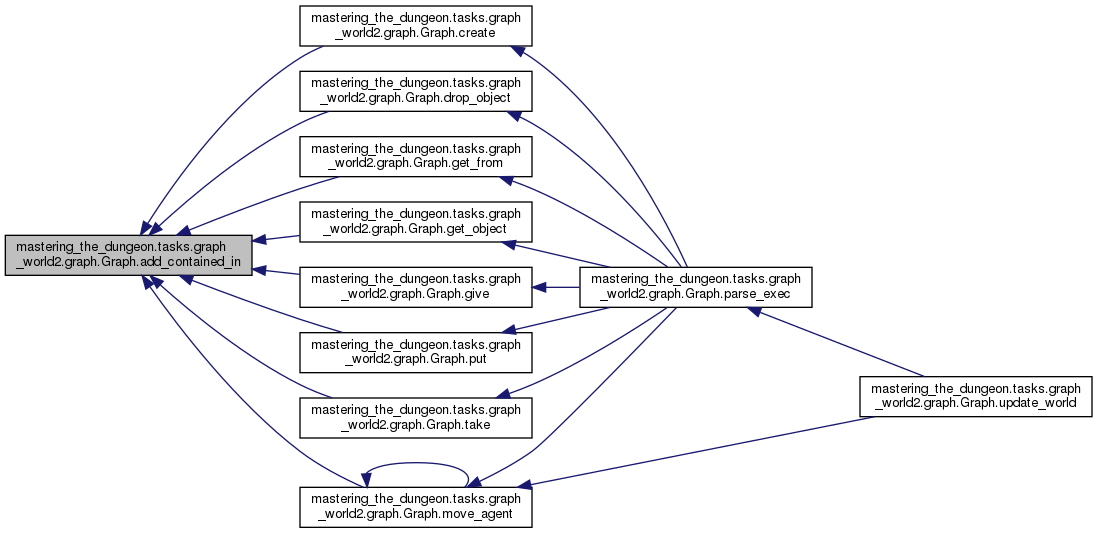 mastering_the_dungeon.tasks.graph
_world2.graph.Graph.create
mastering_the_dungeon.tasks.graph
_world2.graph.Graph.drop_object
mastering_the_dungeon.tasks.graph
_world2.graph.Graph.get_from
mastering_the_dungeon.tasks.graph
_world2.graph.Graph.get_object
mastering_the_dungeon.tasks.graph
_world2.graph.Graph.add_contained_in
mastering_the_dungeon.tasks.graph
_world2.graph.Graph.give
mastering_the_dungeon.tasks.graph
_world2.graph.Graph.parse_exec
mastering_the_dungeon.tasks.graph
_world2.graph.Graph.put
mastering_the_dungeon.tasks.graph
_world2.graph.Graph.update_world
mastering_the_dungeon.tasks.graph
_world2.graph.Graph.take
mastering_the_dungeon.tasks.graph
_world2.graph.Graph.move_agent